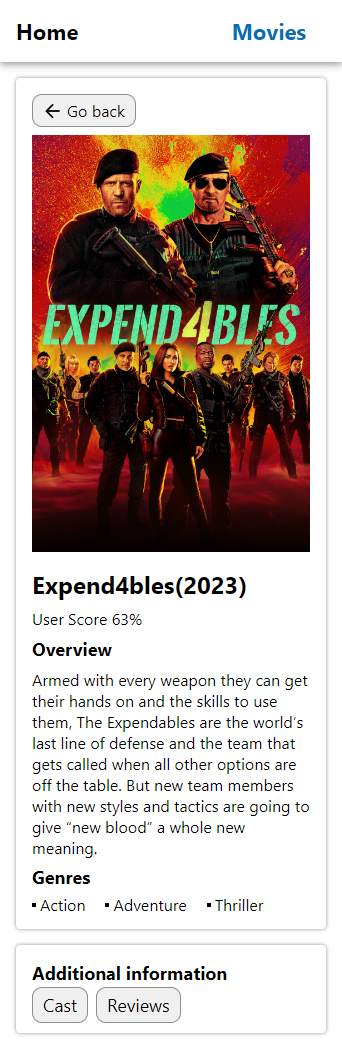 Home Movies
Go back
EXPEND4BLES
Expend4bles(2023)
User Score 63%
Overview
Armed with every weapon they can get
their hands on and the skills to use
them, The Expendables are the world’s
last line of defense and the team that
gets called when all other options are
off the table. But new team members
with new styles and tactics are going to
give “new blood” a whole new
meaning.
Genres
Action Adventure Thriller
Additional information
Cast Reviews